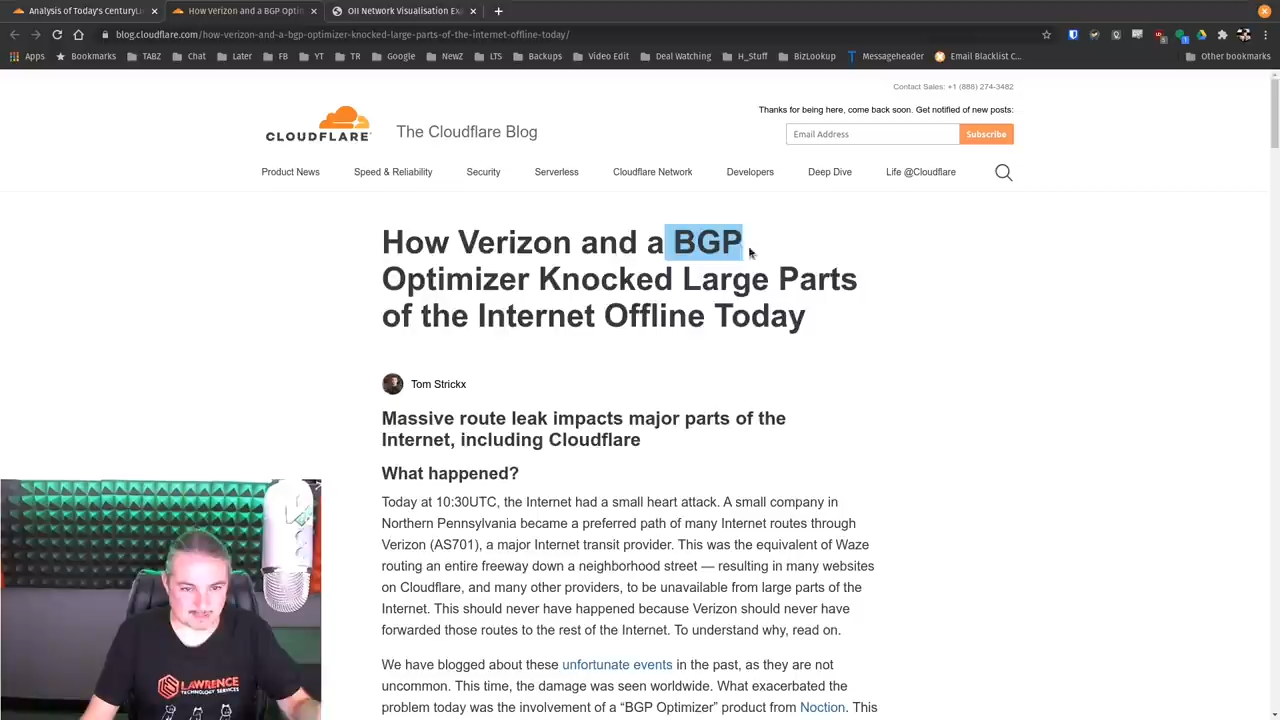 Analysis of Today's CenturyL
How Verizon and a BGP Optim
OII Network Visualisation Exa
blog.cloudflare.com/how-verizon-and-a-bgp-optimizer-knocked-large-parts-of-the-internet-offline-today/
Apps Bookmarks TABZ Chat Later FB YT TR Google NewZ LTS Backups Video Edit Deal Watching H_Stuff BizLookup Messageheader Email Blacklist C... Other bookmarks
Contact Sales: +1 (888) 274-3482
Thanks for being here, come back soon. Get notified of new posts:
CLOUDFLARE
The Cloudflare Blog
Email Address
Subscribe
Product News Speed & Reliability Security Serverless Cloudflare Network Developers Deep Dive Life @Cloudflare
How Verizon and a BGP
Optimizer Knocked Large Parts
of the Internet Offline Today
Tom Strickx
Massive route leak impacts major parts of the
Internet, including Cloudflare
What happened?
Today at 10:30UTC, the Internet had a small heart attack. A small company in
Northern Pennsylvania became a preferred path of many Internet routes through
Verizon (AS701), a major Internet transit provider. This was the equivalent of Waze
routing an entire freeway down a neighborhood street — resulting in many websites
on Cloudflare, and many other providers, to be unavailable from large parts of the
Internet. This should never have happened because Verizon should never have
forwarded those routes to the rest of the Internet. To understand why, read on.
We have blogged about these unfortunate events in the past, as they are not
uncommon. This time, the damage was seen worldwide. What exacerbated the
problem today was the involvement of a “BGP Optimizer” product from Noction. This
LAWRENCE
TECHNOLOGY SERVICES